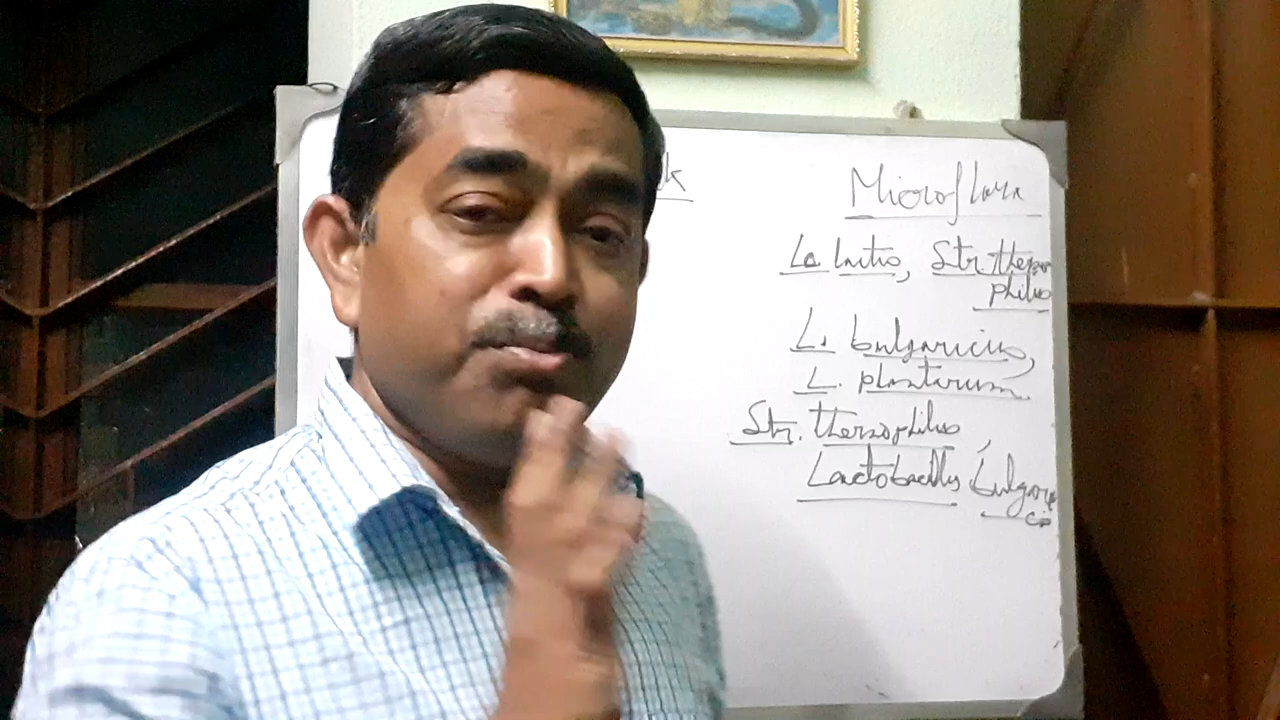 k
Microflora
La lactis, Str. thermo
philus
L. bulgaricus,
L. plantarum.
Str. thermophilus,
Lactobacillus bulgari
cus